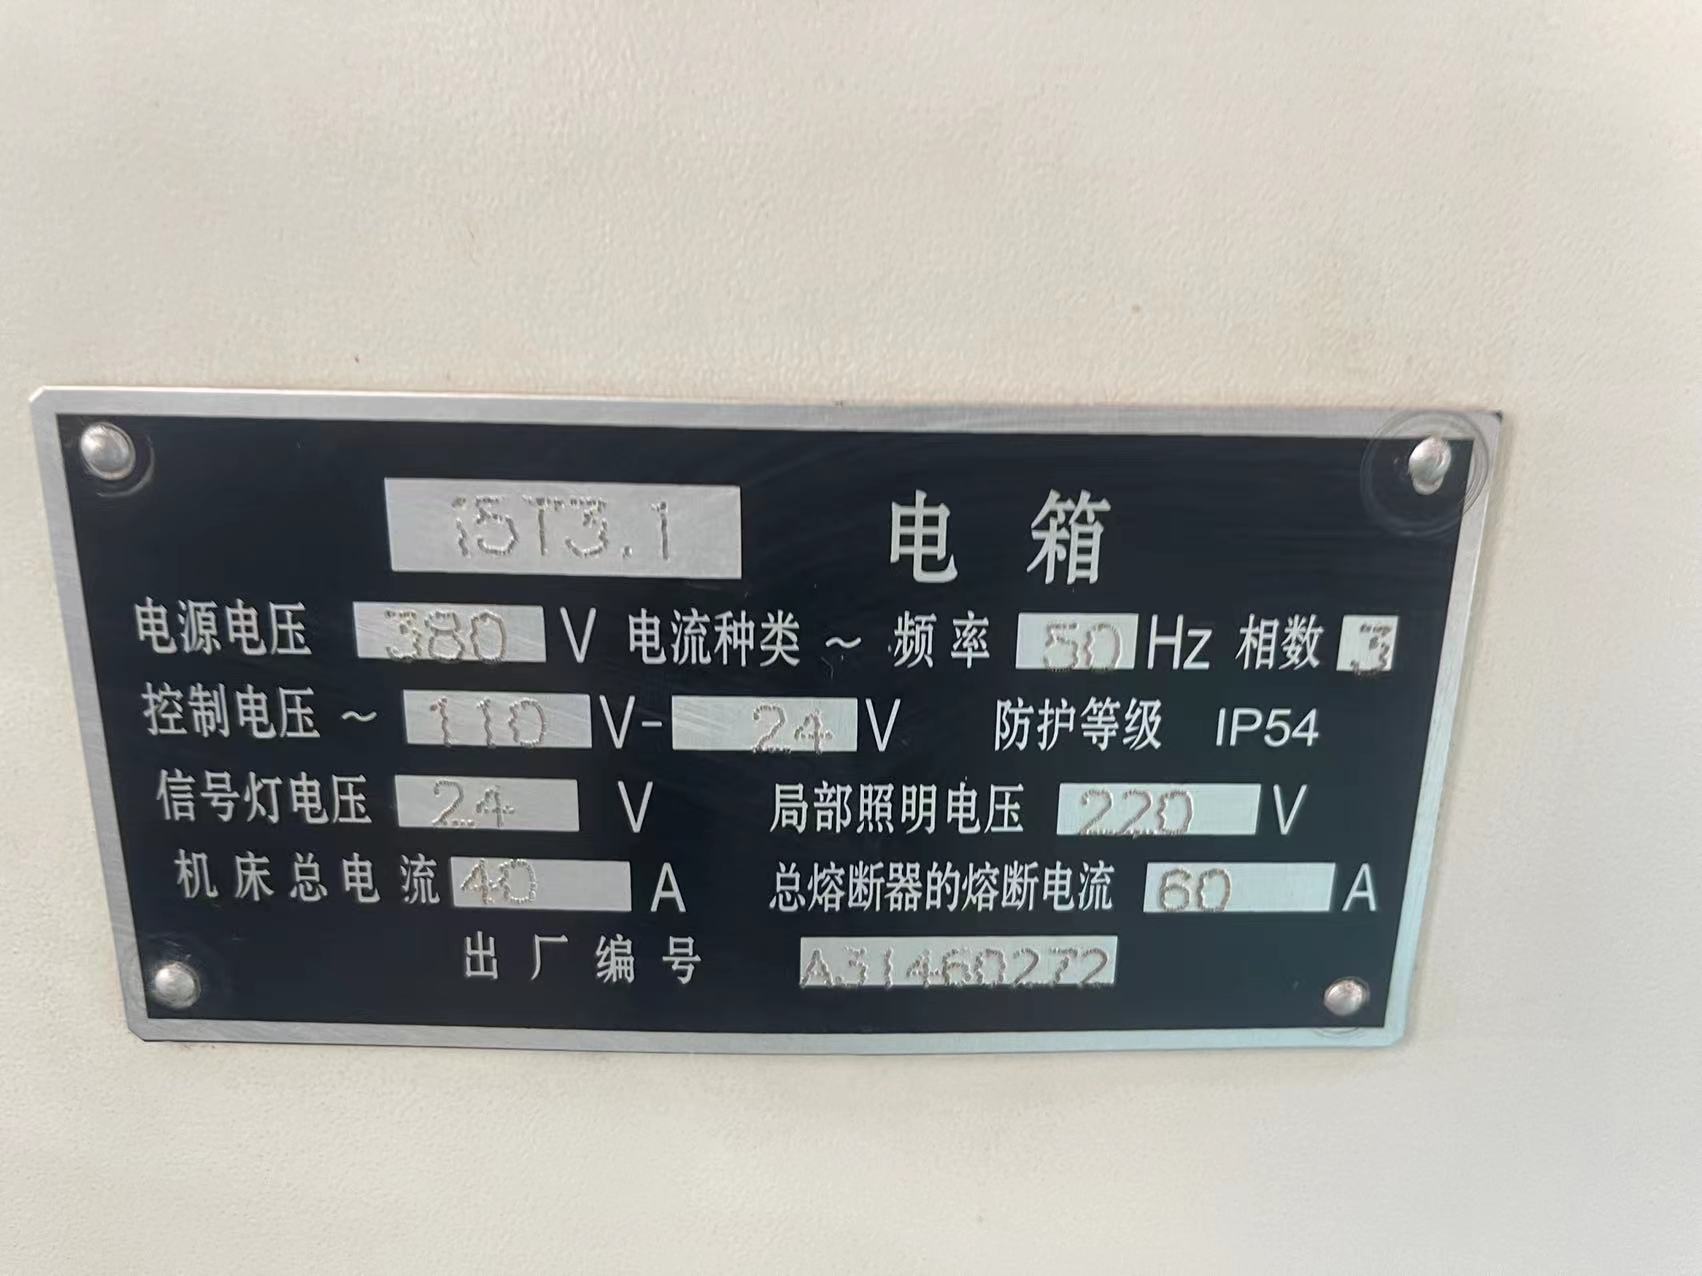 i5T3.1 电箱
电源电压 380 V 电流种类 ~ 频率 50 Hz 相数 3
控制电压 ~ 110 V- 24 V 防护等级 IP54
信号灯电压 24 V 局部照明电压 220 V
机床总电流 40 A 总熔断器的熔断电流 60 A
出厂编号 A31460272